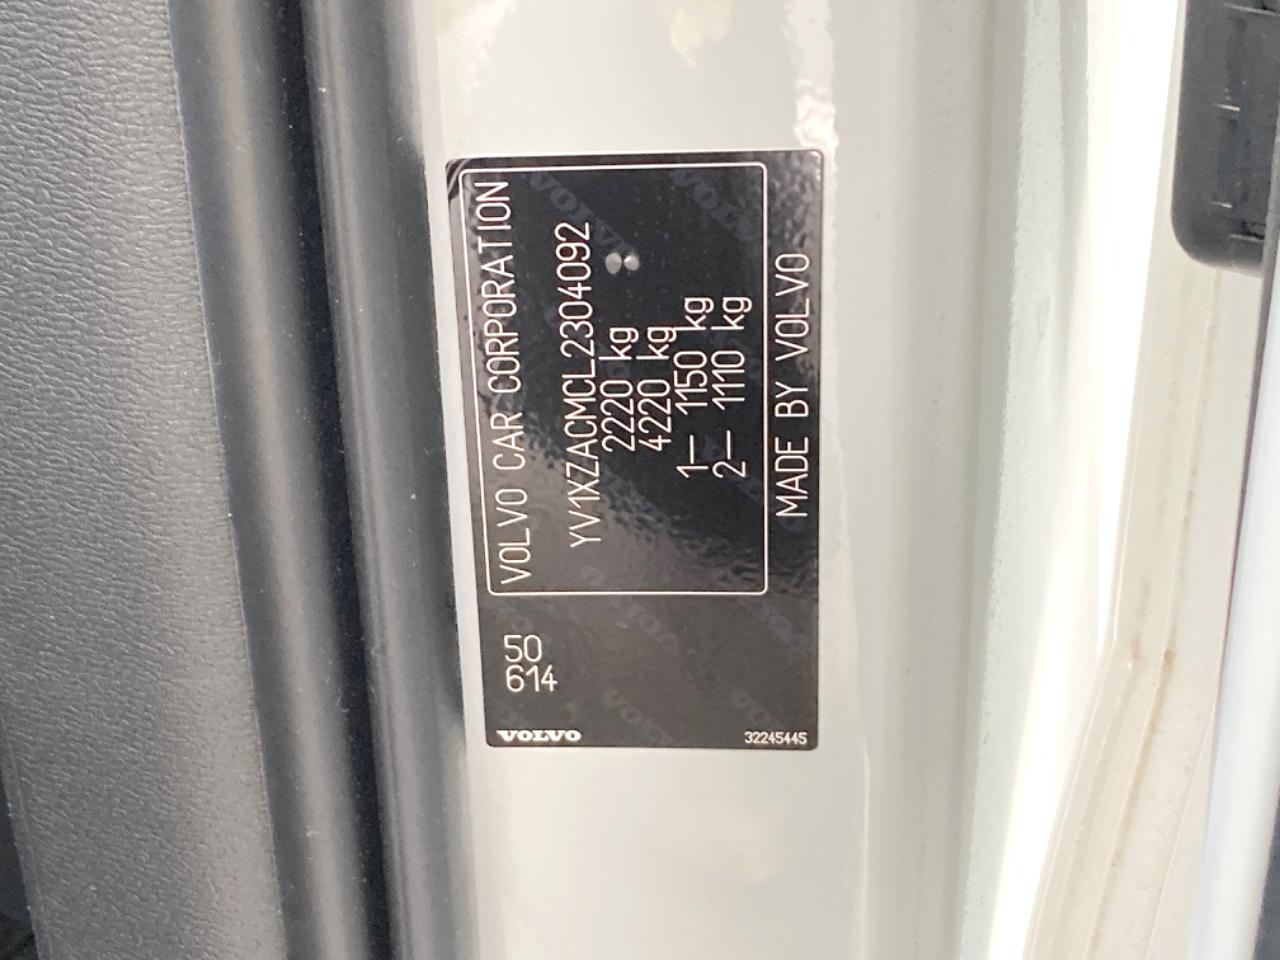 VOLVO CAR CORPORATION
YV1XZACMCL2304092
2220 kg
4220 kg
1– 1150 kg
2– 1110 kg
MADE BY VOLVO
50
614
VOLVO
32245445